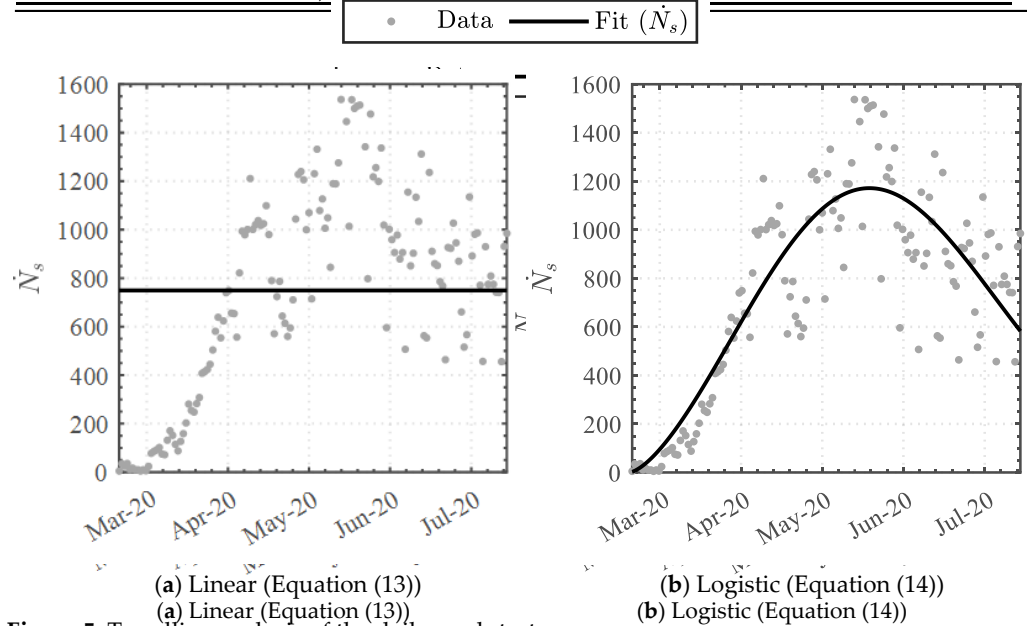 Data Fit (Ṅs)
1600 1600
1400 1400
1200 1200
1000 1000
800 800
600 600
400 400
200 200
0 0
Ṅs Ṅs
Mar-20 Apr-20 May-20 Jun-20 Jul-20 Mar-20 Apr-20 May-20 Jun-20 Jul-20
(a) Linear (Equation (13)) (b) Logistic (Equation (14))
(a) Linear (Equation (13)) (b) Logistic (Equation (14))